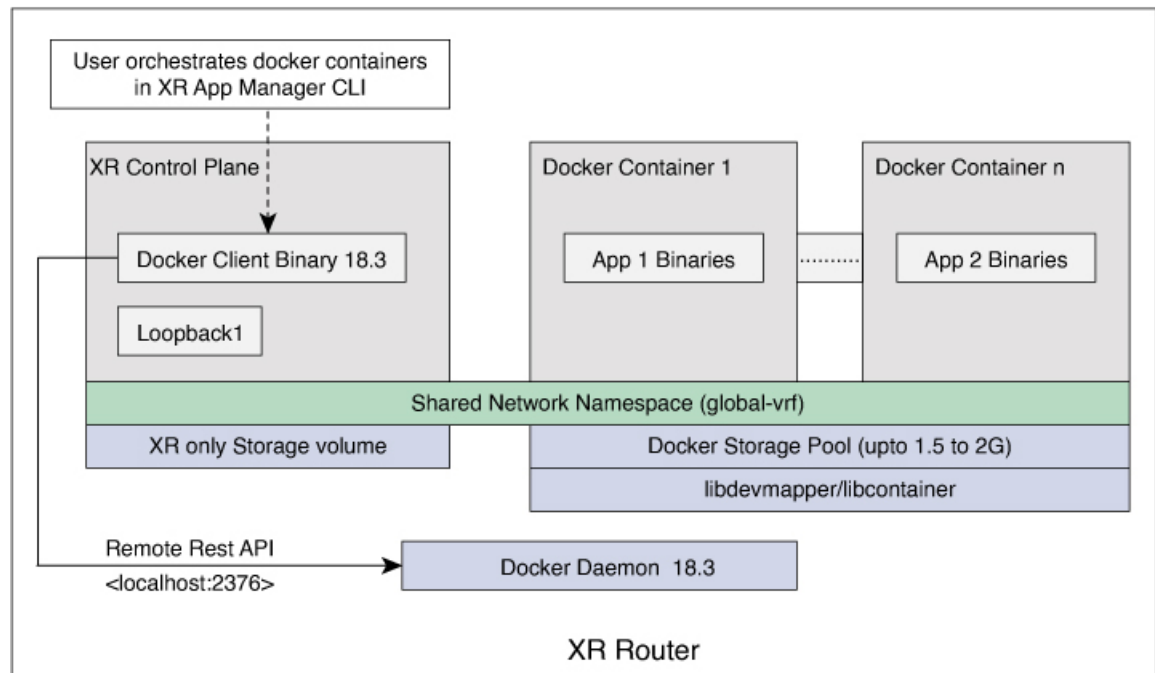 User orchestrates docker containers
in XR App Manager CLI
XR Control Plane
Docker Client Binary 18.3
Loopback1
Docker Container 1
App 1 Binaries
..........
Docker Container n
App 2 Binaries
Shared Network Namespace (global-vrf)
XR only Storage volume
Docker Storage Pool (upto 1.5 to 2G)
libdevmapper/libcontainer
Remote Rest API
<localhost:2376>
Docker Daemon 18.3
XR Router